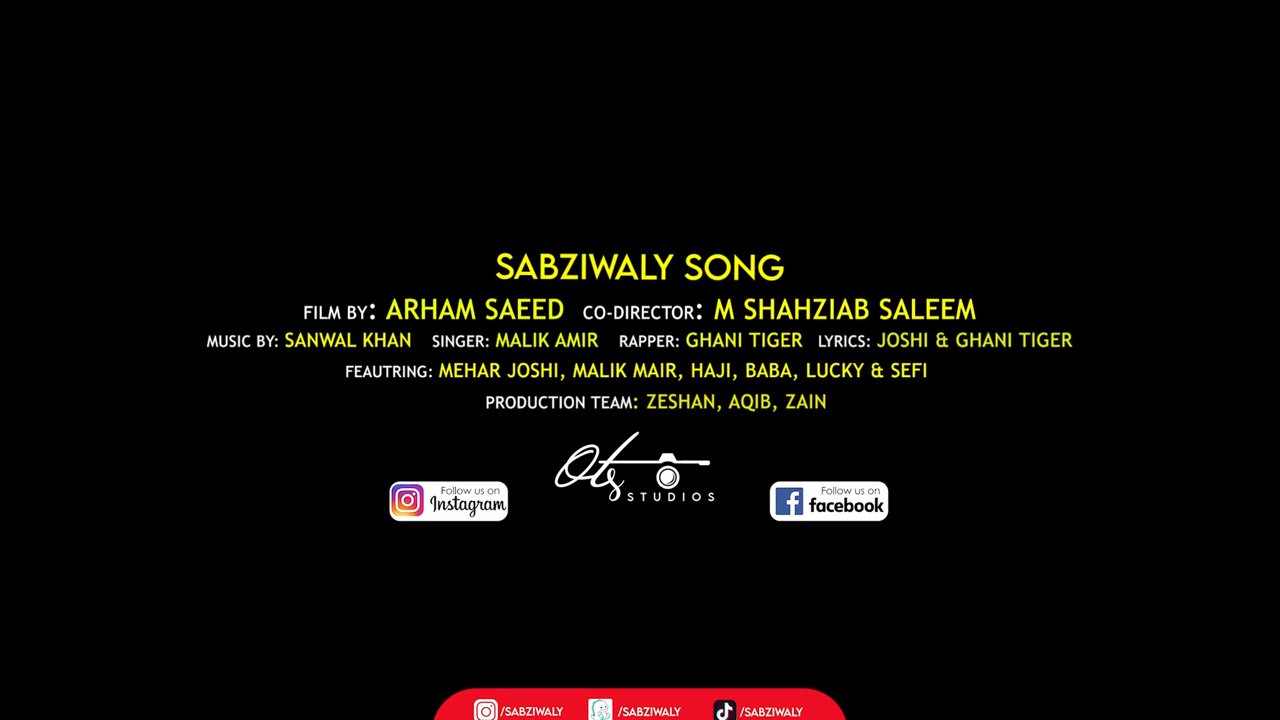 SABZIWALY SONG
FILM BY: ARHAM SAEED CO-DIRECTOR: M SHAHZIAB SALEEM
MUSIC BY: SANWAL KHAN SINGER: MALIK AMIR RAPPER: GHANI TIGER LYRICS: JOSHI & GHANI TIGER
FEAUTRING: MEHAR JOSHI, MALIK MAIR, HAJI, BABA, LUCKY & SEFI
PRODUCTION TEAM: ZESHAN, AQIB, ZAIN
Ots
STUDIOS
Follow us on
Instagram
Follow us on
facebook
/SABZIWALY /SABZIWALY /SABZIWALY